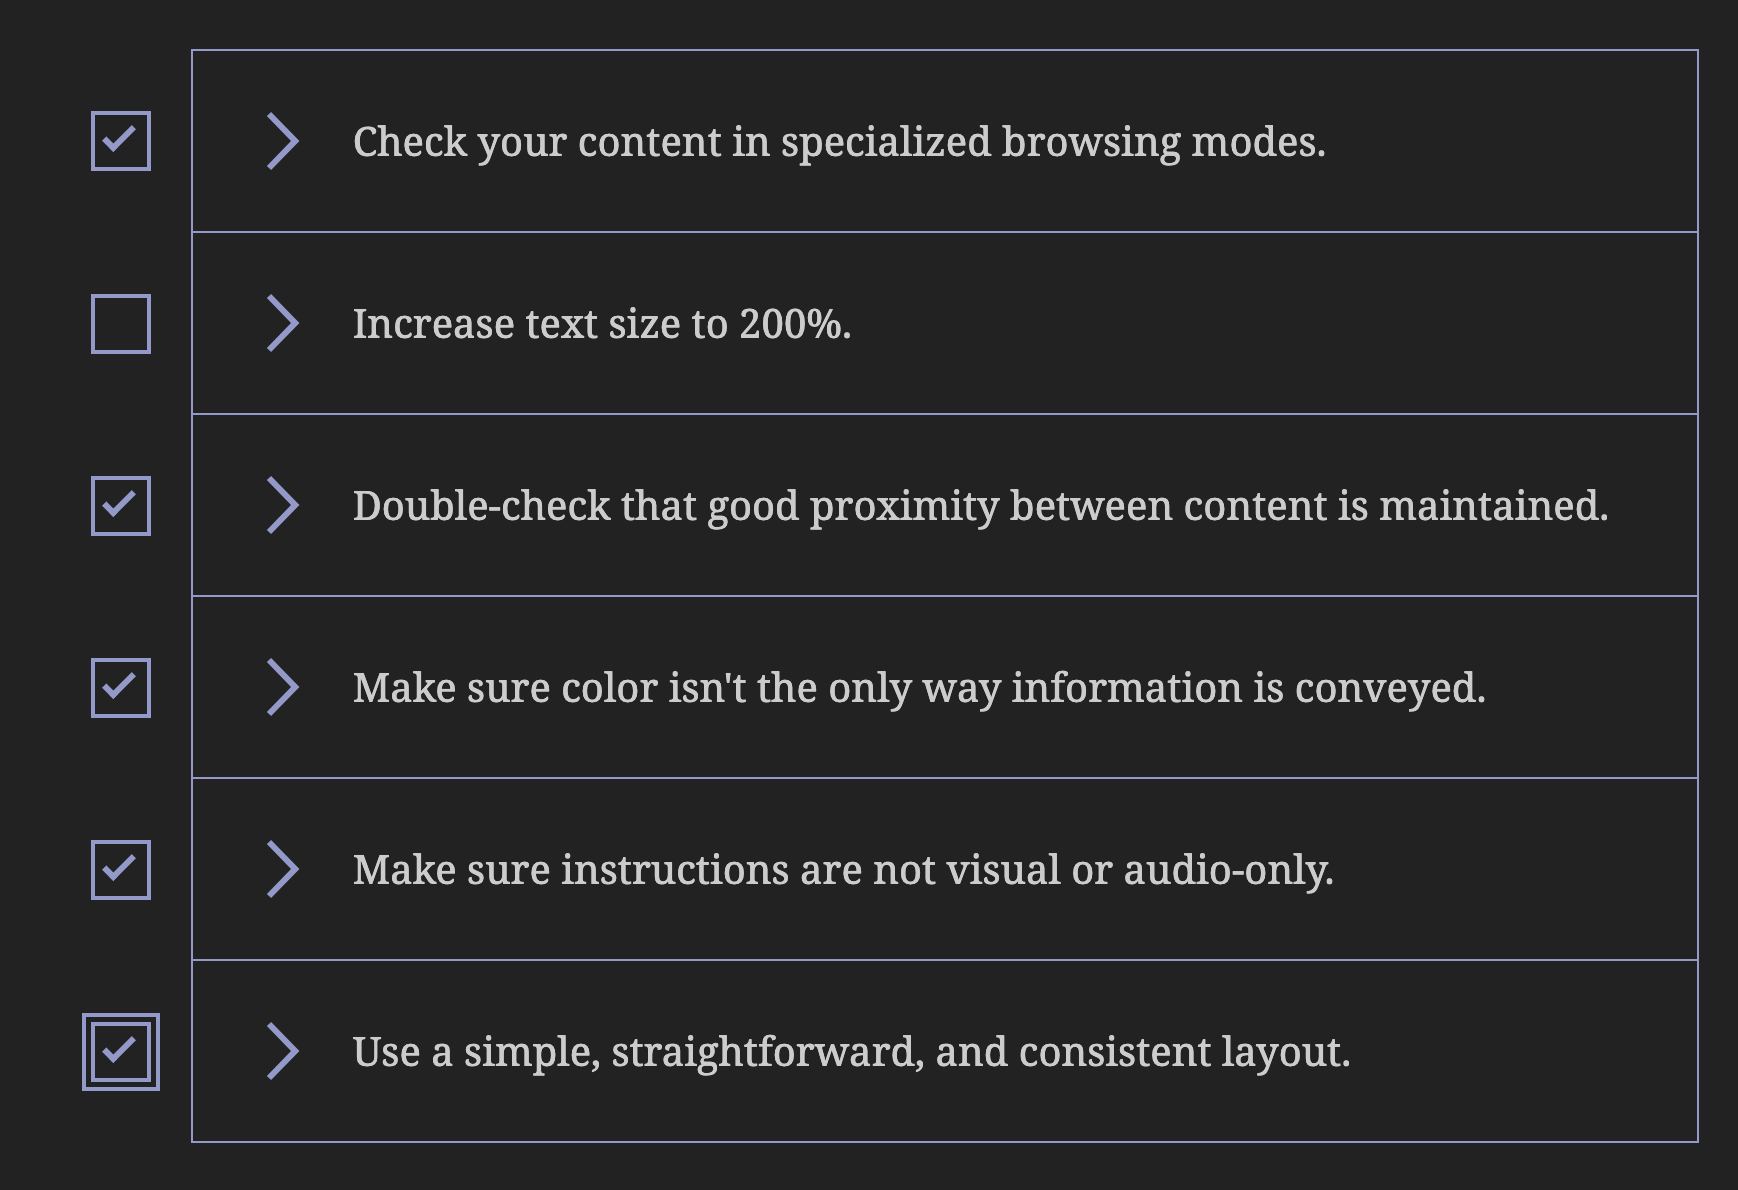 Check your content in specialized browsing modes.
Increase text size to 200%.
Double-check that good proximity between content is maintained.
Make sure color isn't the only way information is conveyed.
Make sure instructions are not visual or audio-only.
Use a simple, straightforward, and consistent layout.